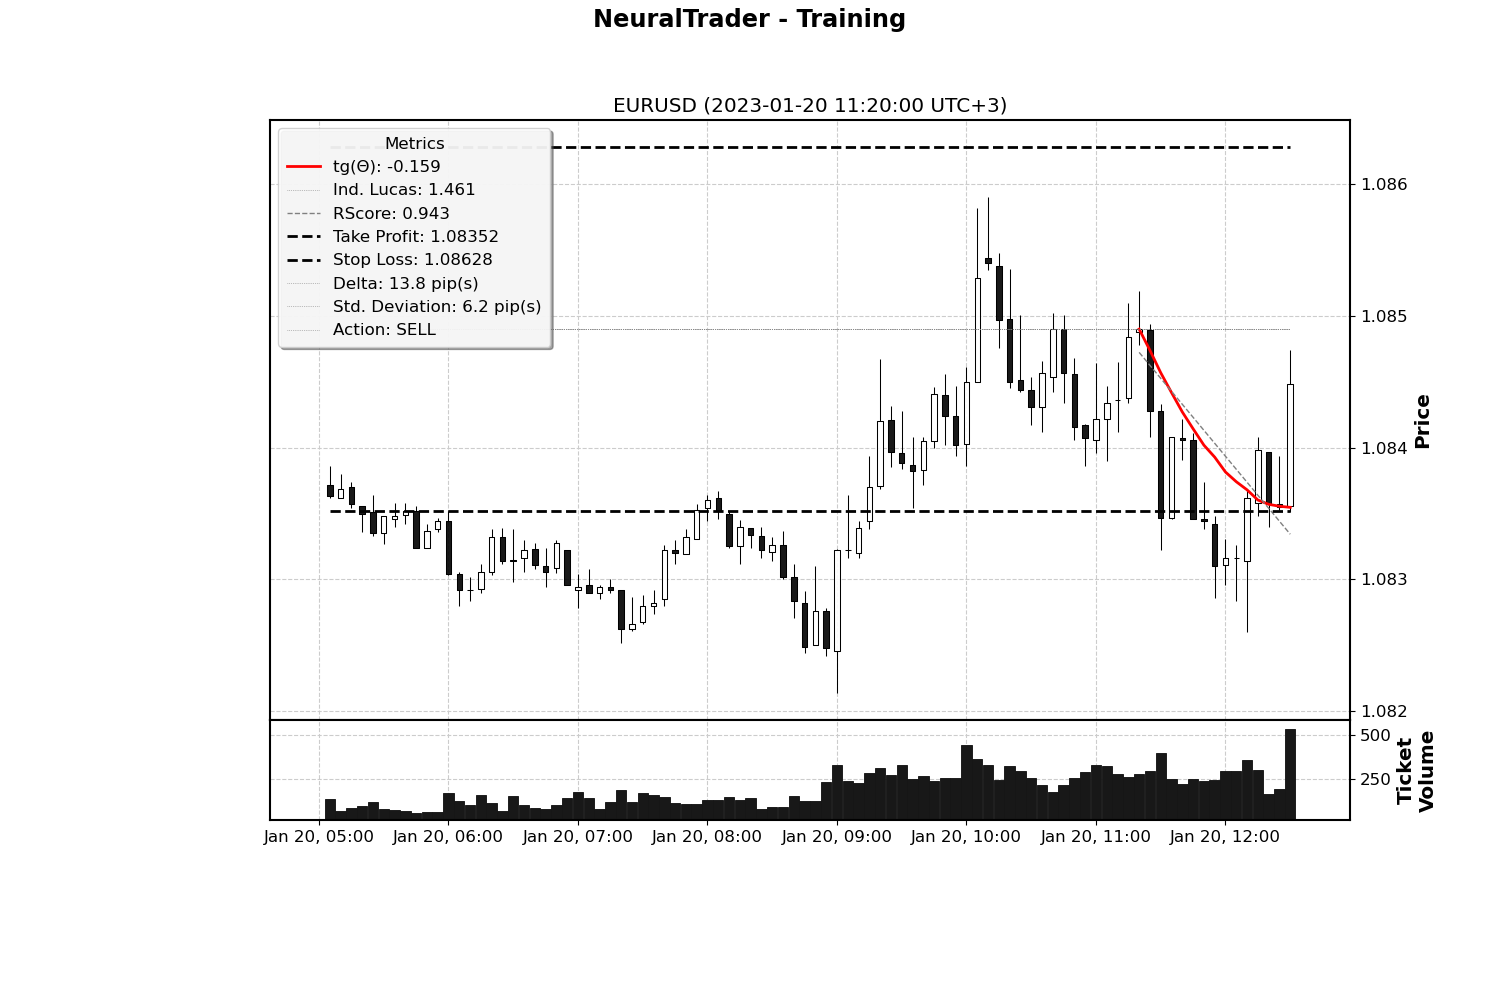 NeuralTrader - Training
EURUSD (2023-01-20 11:20:00 UTC+3)
Metrics
tg(Θ): -0.159
Ind. Lucas: 1.461
RScore: 0.943
Take Profit: 1.08352
Stop Loss: 1.08628
Delta: 13.8 pip(s)
Std. Deviation: 6.2 pip(s)
Action: SELL
1.086
1.085
1.084
1.083
1.082
Price
500
250
Ticket
Volume
Jan 20, 05:00 Jan 20, 06:00 Jan 20, 07:00 Jan 20, 08:00 Jan 20, 09:00 Jan 20, 10:00 Jan 20, 11:00 Jan 20, 12:00